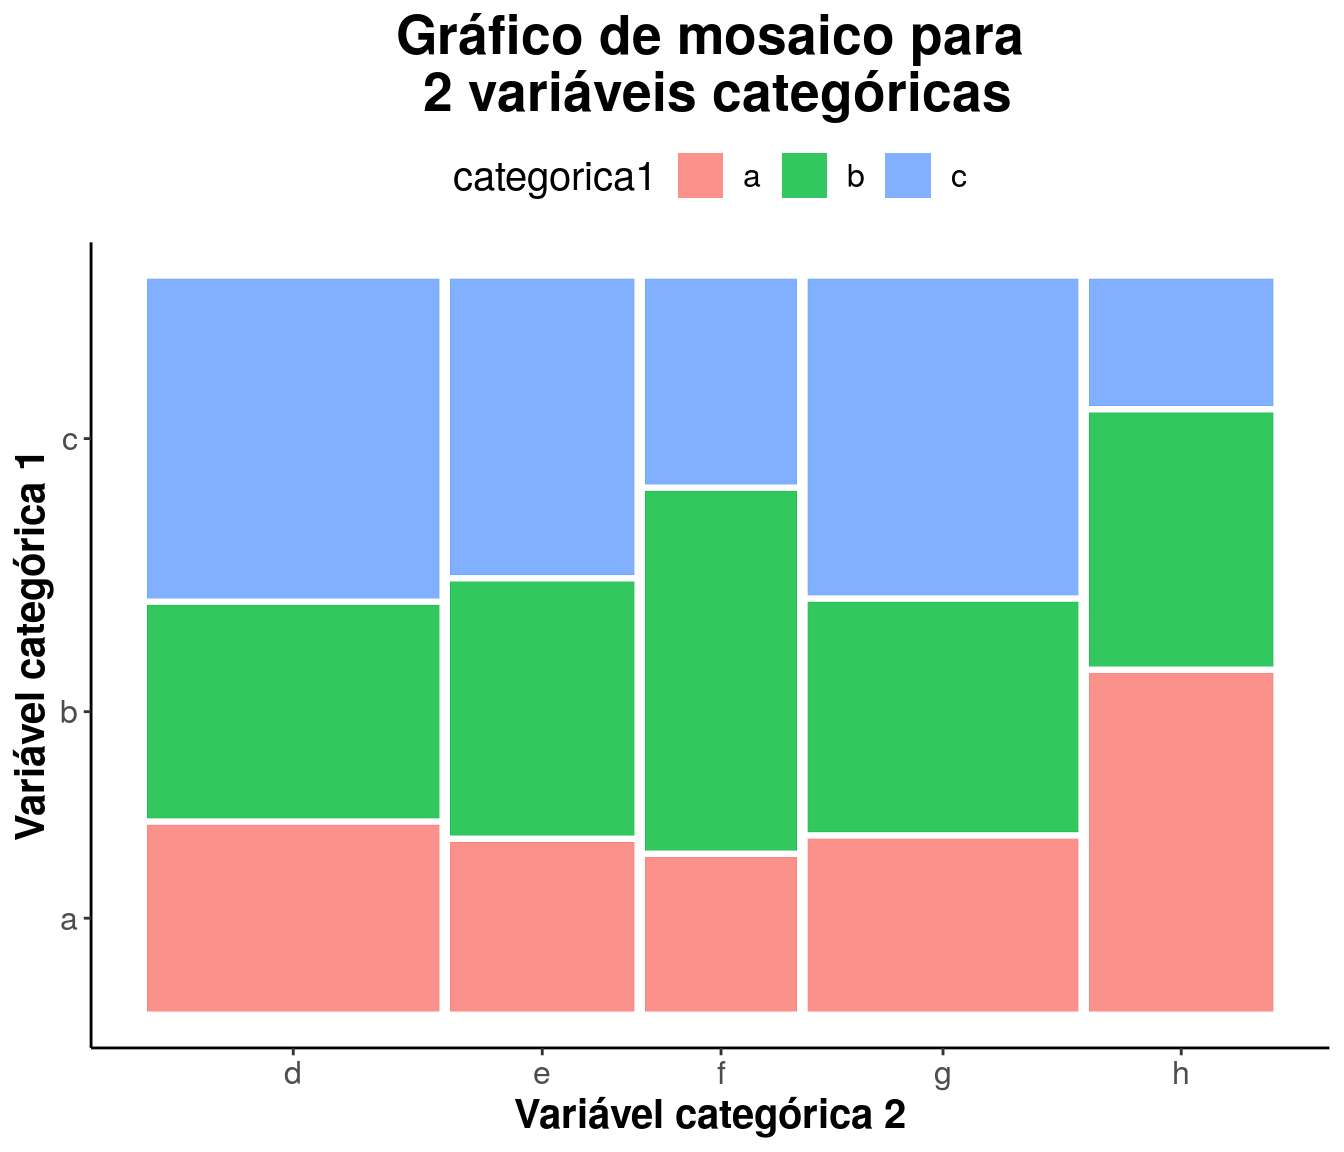 Gráfico de mosaico para
2 variáveis categóricas
categorica1 a b c
Variável categórica 1
c
b
a
d e f g h
Variável categórica 2